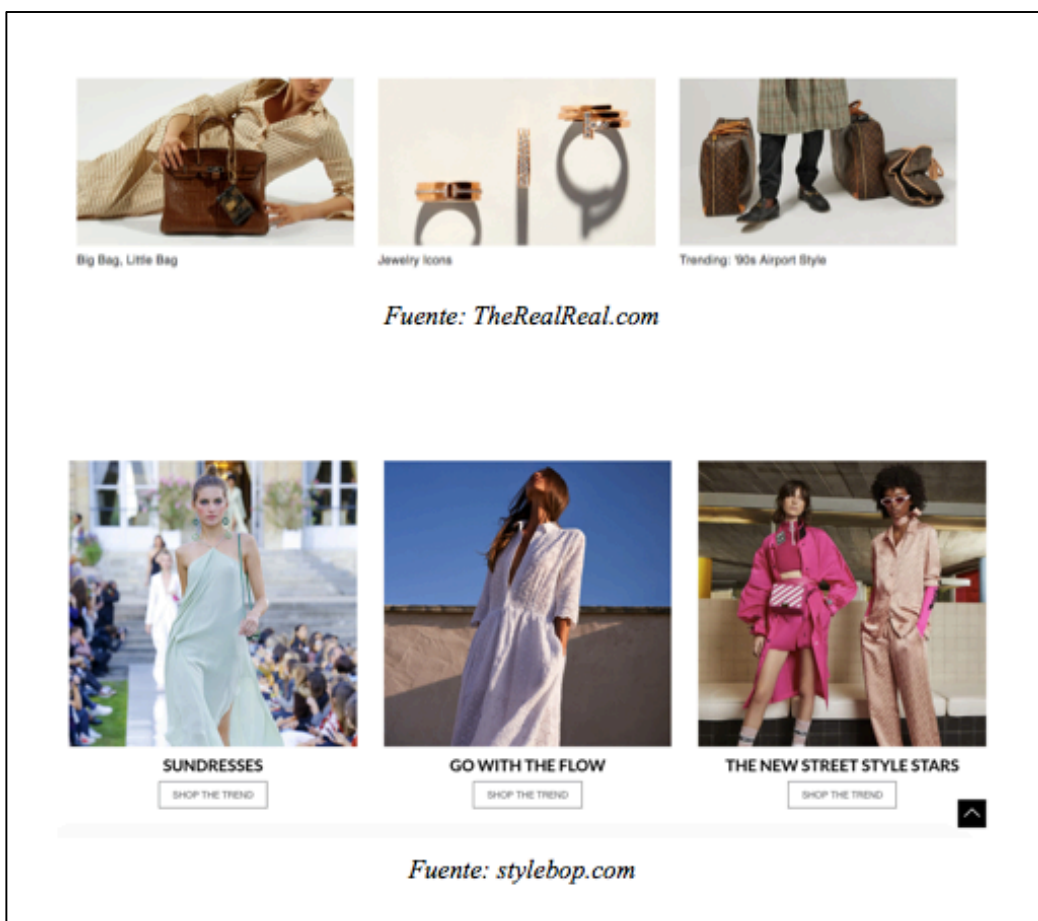 Big Bag, Little Bag
Jewelry Icons
Trending: '90s Airport Style
Fuente: TheRealReal.com
SUNDRESSES
GO WITH THE FLOW
THE NEW STREET STYLE STARS
SHOP THE TREND
SHOP THE TREND
SHOP THE TREND
Fuente: stylebop.com